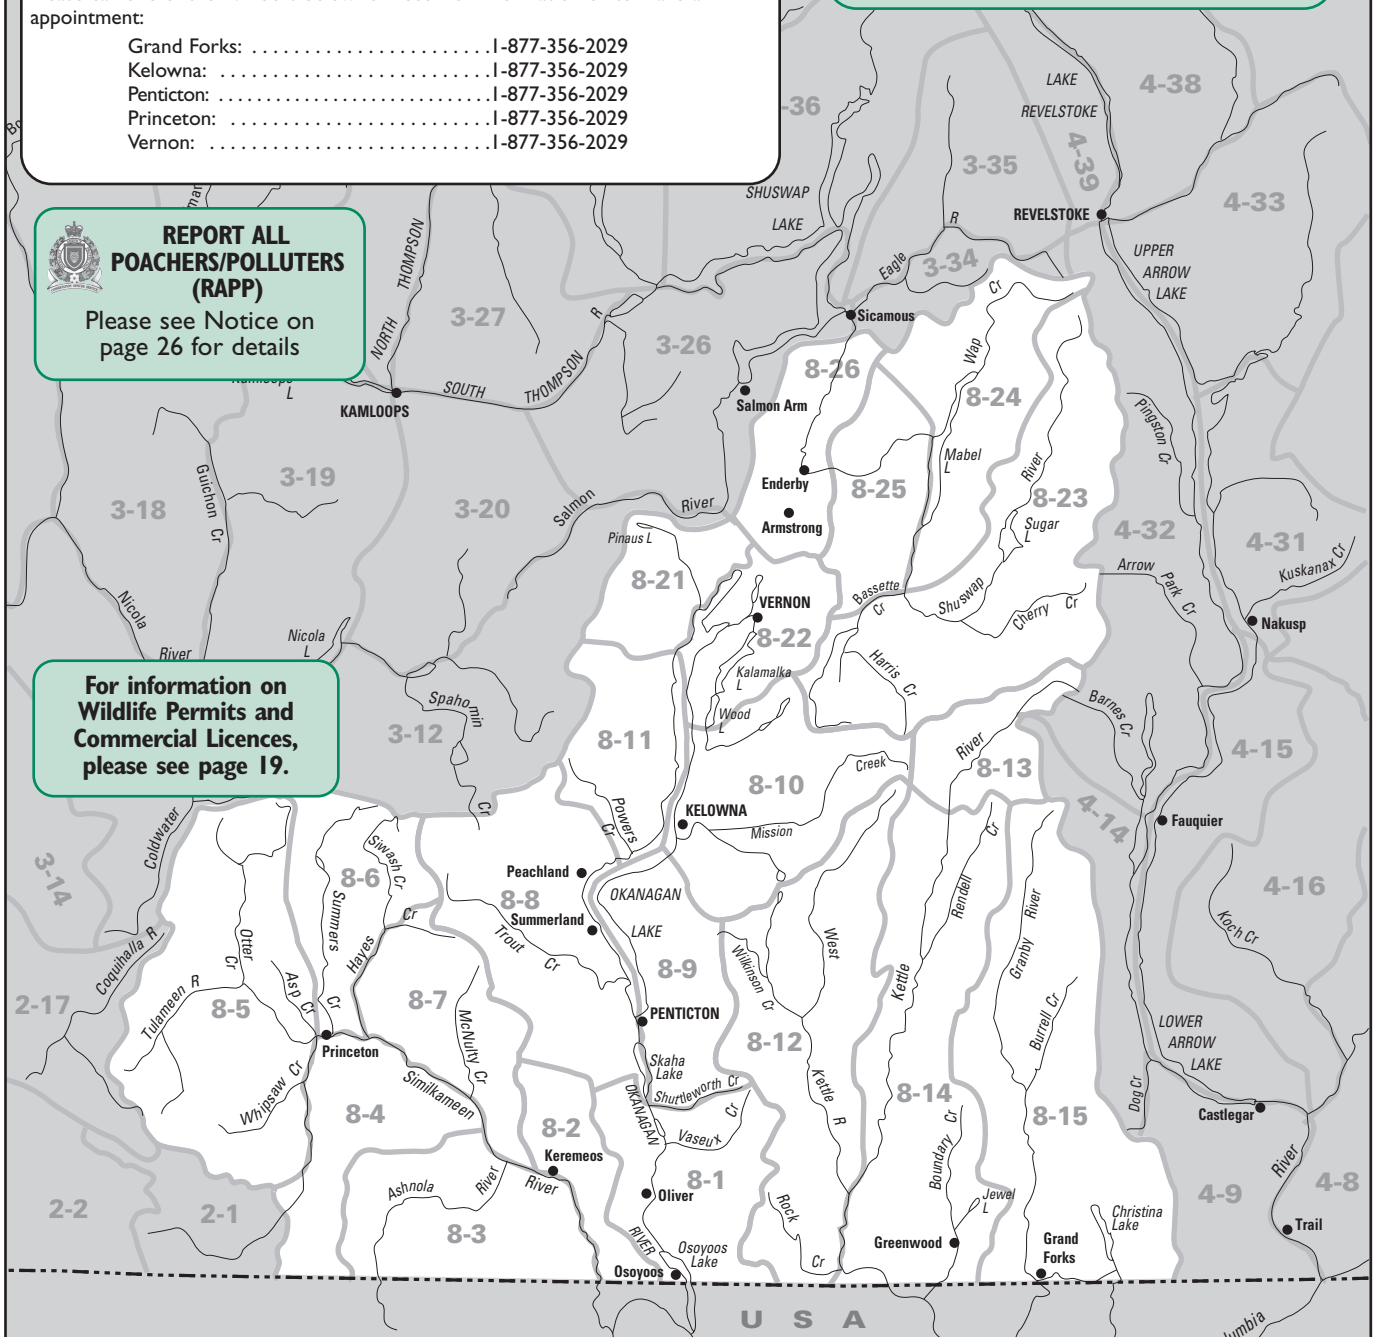 appointment:
Grand Forks: . . . . . . . . . . . . . . . . . . . . . . . . .1-877-356-2029
Kelowna: . . . . . . . . . . . . . . . . . . . . . . . . . . . .1-877-356-2029
Penticton: . . . . . . . . . . . . . . . . . . . . . . . . . . . .1-877-356-2029
Princeton: . . . . . . . . . . . . . . . . . . . . . . . . . . .1-877-356-2029
Vernon: . . . . . . . . . . . . . . . . . . . . . . . . . . . . .1-877-356-2029
-36
LAKE
REVELSTOKE
4-38
4-39
3-35
4-33
SHUSWAP
LAKE
R
REVELSTOKE
REPORT ALL
POACHERS/POLLUTERS
(RAPP)
Please see Notice on
page 26 for details
NORTH THOMPSON
UPPER
ARROW
LAKE
Eagle
3-34
Cr
3-27
R
Sicamous
3-26
Wap
8-26
SOUTH THOMPSON
L
KAMLOOPS
Salmon Arm
8-24
Pingston Cr
Mabel
L
River
Guichon Cr
3-19
3-18
3-20
Salmon River
Enderby
8-25
8-23
Armstrong
Sugar
L
4-32
4-31
Pinaus L
8-21
Arrow Park Cr
Kuskanax Cr
Bassette
Cr
Shuswap
Cherry Cr
VERNON
8-22
Nakusp
Nicola
River
Nicola
L
For information on
Wildlife Permits and
Commercial Licences,
please see page 19.
Kalamalka
L
Harris Cr
Spahomin
Cr
3-12
Wood
L
Barnes Cr
8-11
River
4-15
8-13
Creek
8-10
Mission
KELOWNA
Powers
Cr
Cr
4-14
Fauquier
Coldwater
3-14
Siwash Cr
8-6
Peachland
8-8
OKANAGAN
LAKE
Summerland
Trout Cr
Summers
Cr
Hayes
Cr
Rendell
Granby River
4-16
Koch Cr
Otter
Cr
Coquihalla R
West
Wilkinson Cr
Kettle
2-17
Tulameen R
8-5
Asp Cr
8-7
McNulty Cr
8-9
PENTICTON
Burrell Cr
LOWER
ARROW
LAKE
Princeton
8-12
Skaha
Lake
Whipsaw Cr
Similkameen
Shuttleworth Cr
Kettle R
8-14
Dog Cr
8-4
8-2
OKANAGAN
Vaseux
Cr
Boundary Cr
8-15
Castlegar
Keremeos
River
River
Ashnola River
8-1
Oliver
Jewel
L
4-9
4-8
2-2
2-1
8-3
Rock
Cr
Christina
Lake
Trail
RIVER
Osoyoos
Lake
Greenwood
Grand
Forks
Osoyoos
U S A